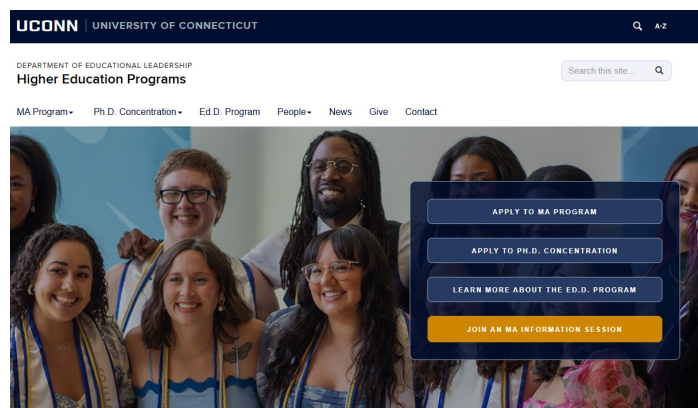 UCONN UNIVERSITY OF CONNECTICUT
A-Z
DEPARTMENT OF EDUCATIONAL LEADERSHIP
Higher Education Programs
Search this site...
MA Program Ph.D. Concentration Ed.D. Program People News Give Contact
APPLY TO MA PROGRAM
APPLY TO PH.D. CONCENTRATION
LEARN MORE ABOUT THE ED.D. PROGRAM
JOIN AN MA INFORMATION SESSION